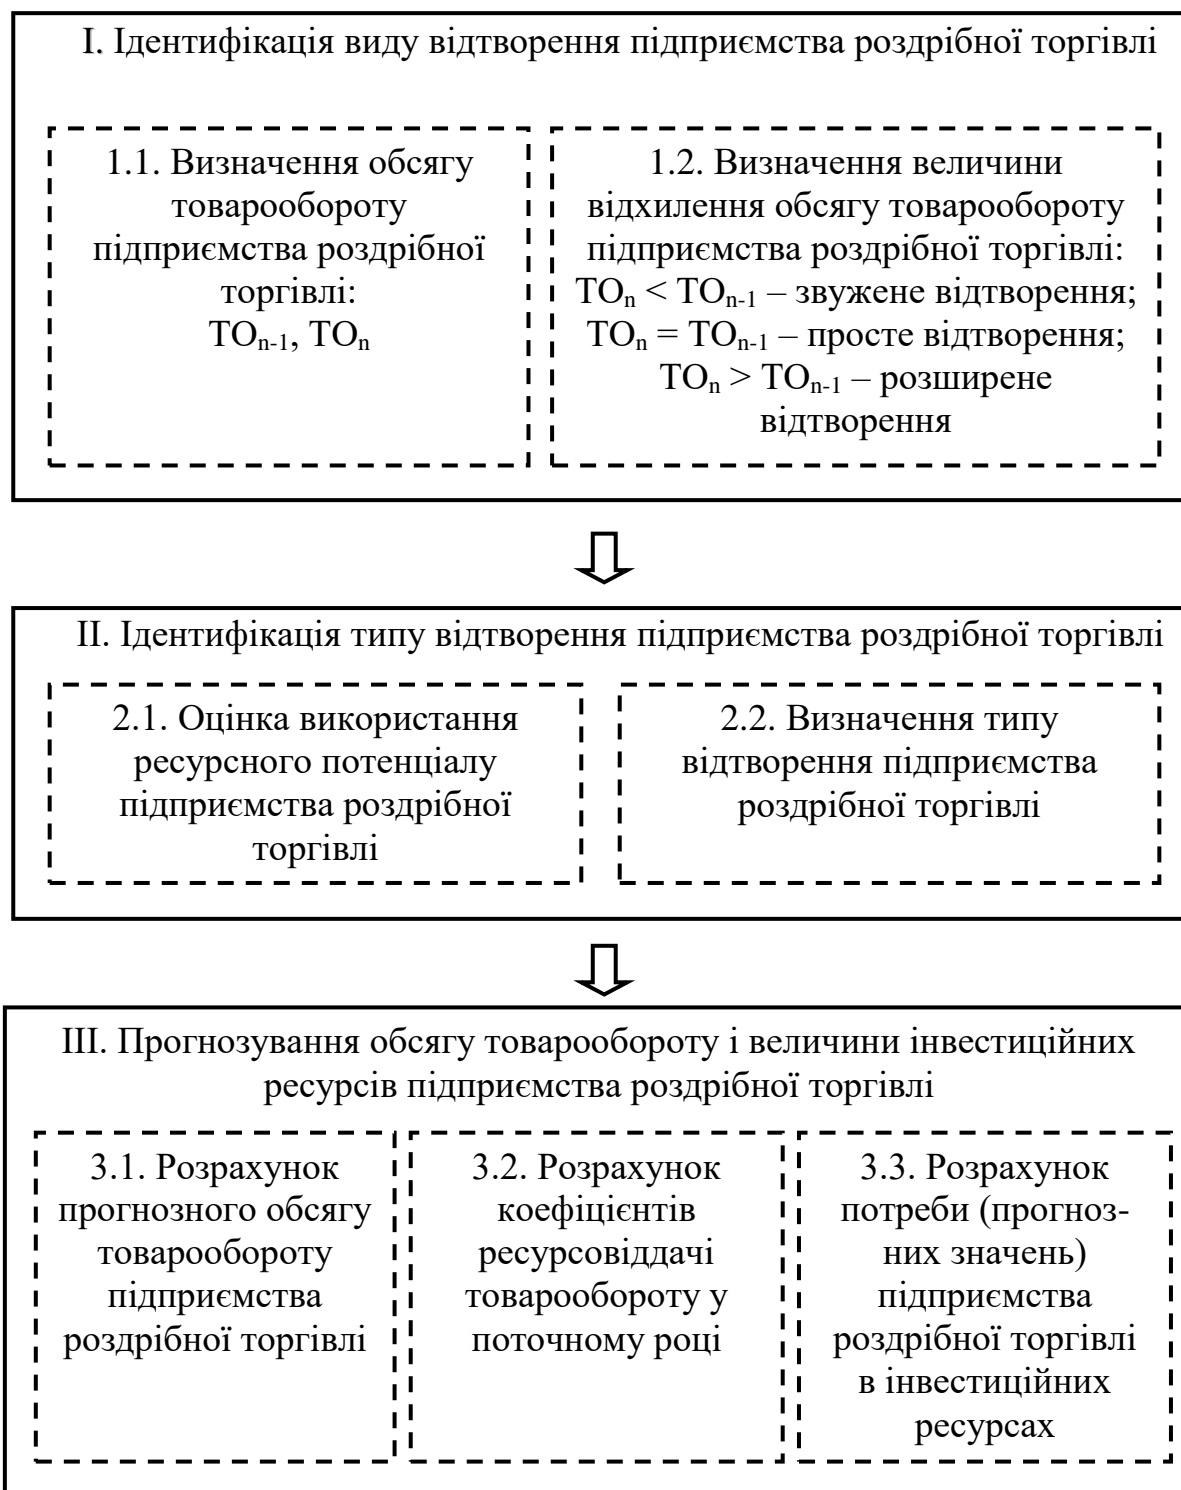 І. Ідентифікація виду відтворення підприємства роздрібної торгівлі
1.1. Визначення обсягу
товарообороту
підприємства роздрібної
торгівлі:
ТОn-1, ТОn
1.2. Визначення величини
відхилення обсягу товарообороту
підприємства роздрібної торгівлі:
ТОn < ТОn-1 – звужене відтворення;
ТОn = ТОn-1 – просте відтворення;
ТОn > ТОn-1 – розширене
відтворення
ІІ. Ідентифікація типу відтворення підприємства роздрібної торгівлі
2.1. Оцінка використання
ресурсного потенціалу
підприємства роздрібної
торгівлі
2.2. Визначення типу
відтворення підприємства
роздрібної торгівлі
ІІІ. Прогнозування обсягу товарообороту і величини інвестиційних
ресурсів підприємства роздрібної торгівлі
3.1. Розрахунок
прогнозного обсягу
товарообороту
підприємства
роздрібної торгівлі
3.2. Розрахунок
коефіцієнтів
ресурсовіддачі
товарообороту у
поточному році
3.3. Розрахунок
потреби (прогноз-
них значень)
підприємства
роздрібної торгівлі
в інвестиційних
ресурсах